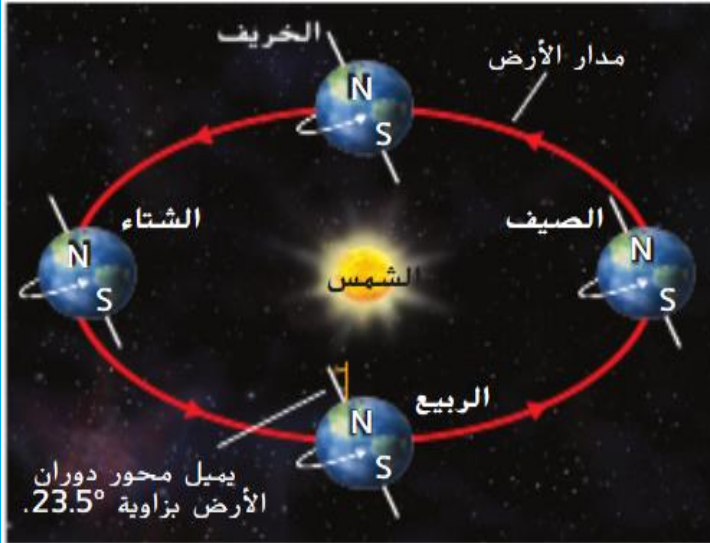 الخريف
مدار الأرض
N
S
الشتاء
الصيف
N
S
N
S
الشمس
الربيع
N
S
يميل محور دوران
الأرض بزاوية 23.5°.